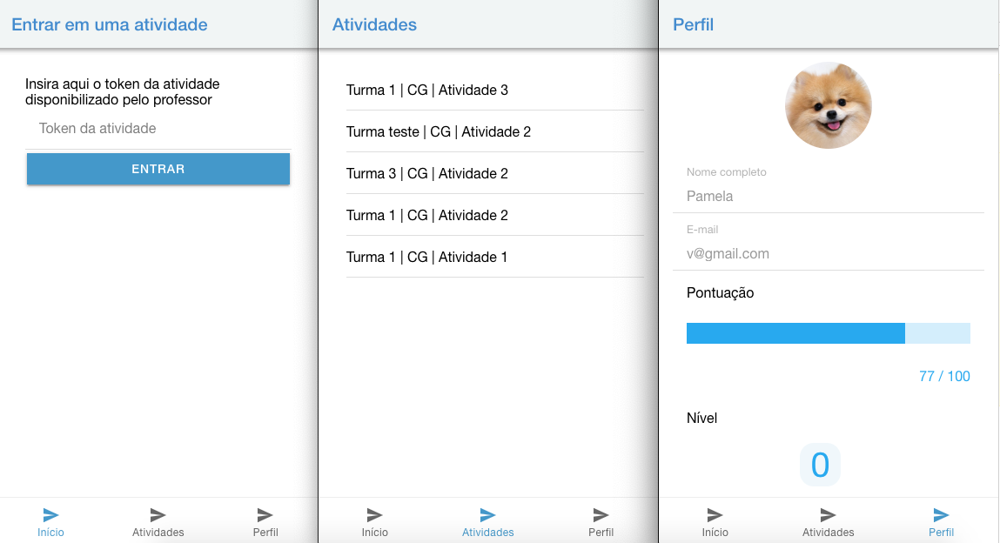 Entrar em uma atividade
Insira aqui o token da atividade
disponibilizado pelo professor
Token da atividade
ENTRAR
Início
Atividades
Perfil
Atividades
Turma 1 | CG | Atividade 3
Turma teste | CG | Atividade 2
Turma 3 | CG | Atividade 2
Turma 1 | CG | Atividade 2
Turma 1 | CG | Atividade 1
Início
Atividades
Perfil
Perfil
Nome completo
Pamela
E-mail
v@gmail.com
Pontuação
77 / 100
Nível
0
Início
Atividades
Perfil